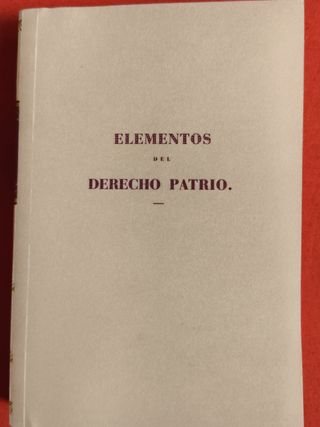 ELEMENTOS
DEL
DERECHO PATRIO.